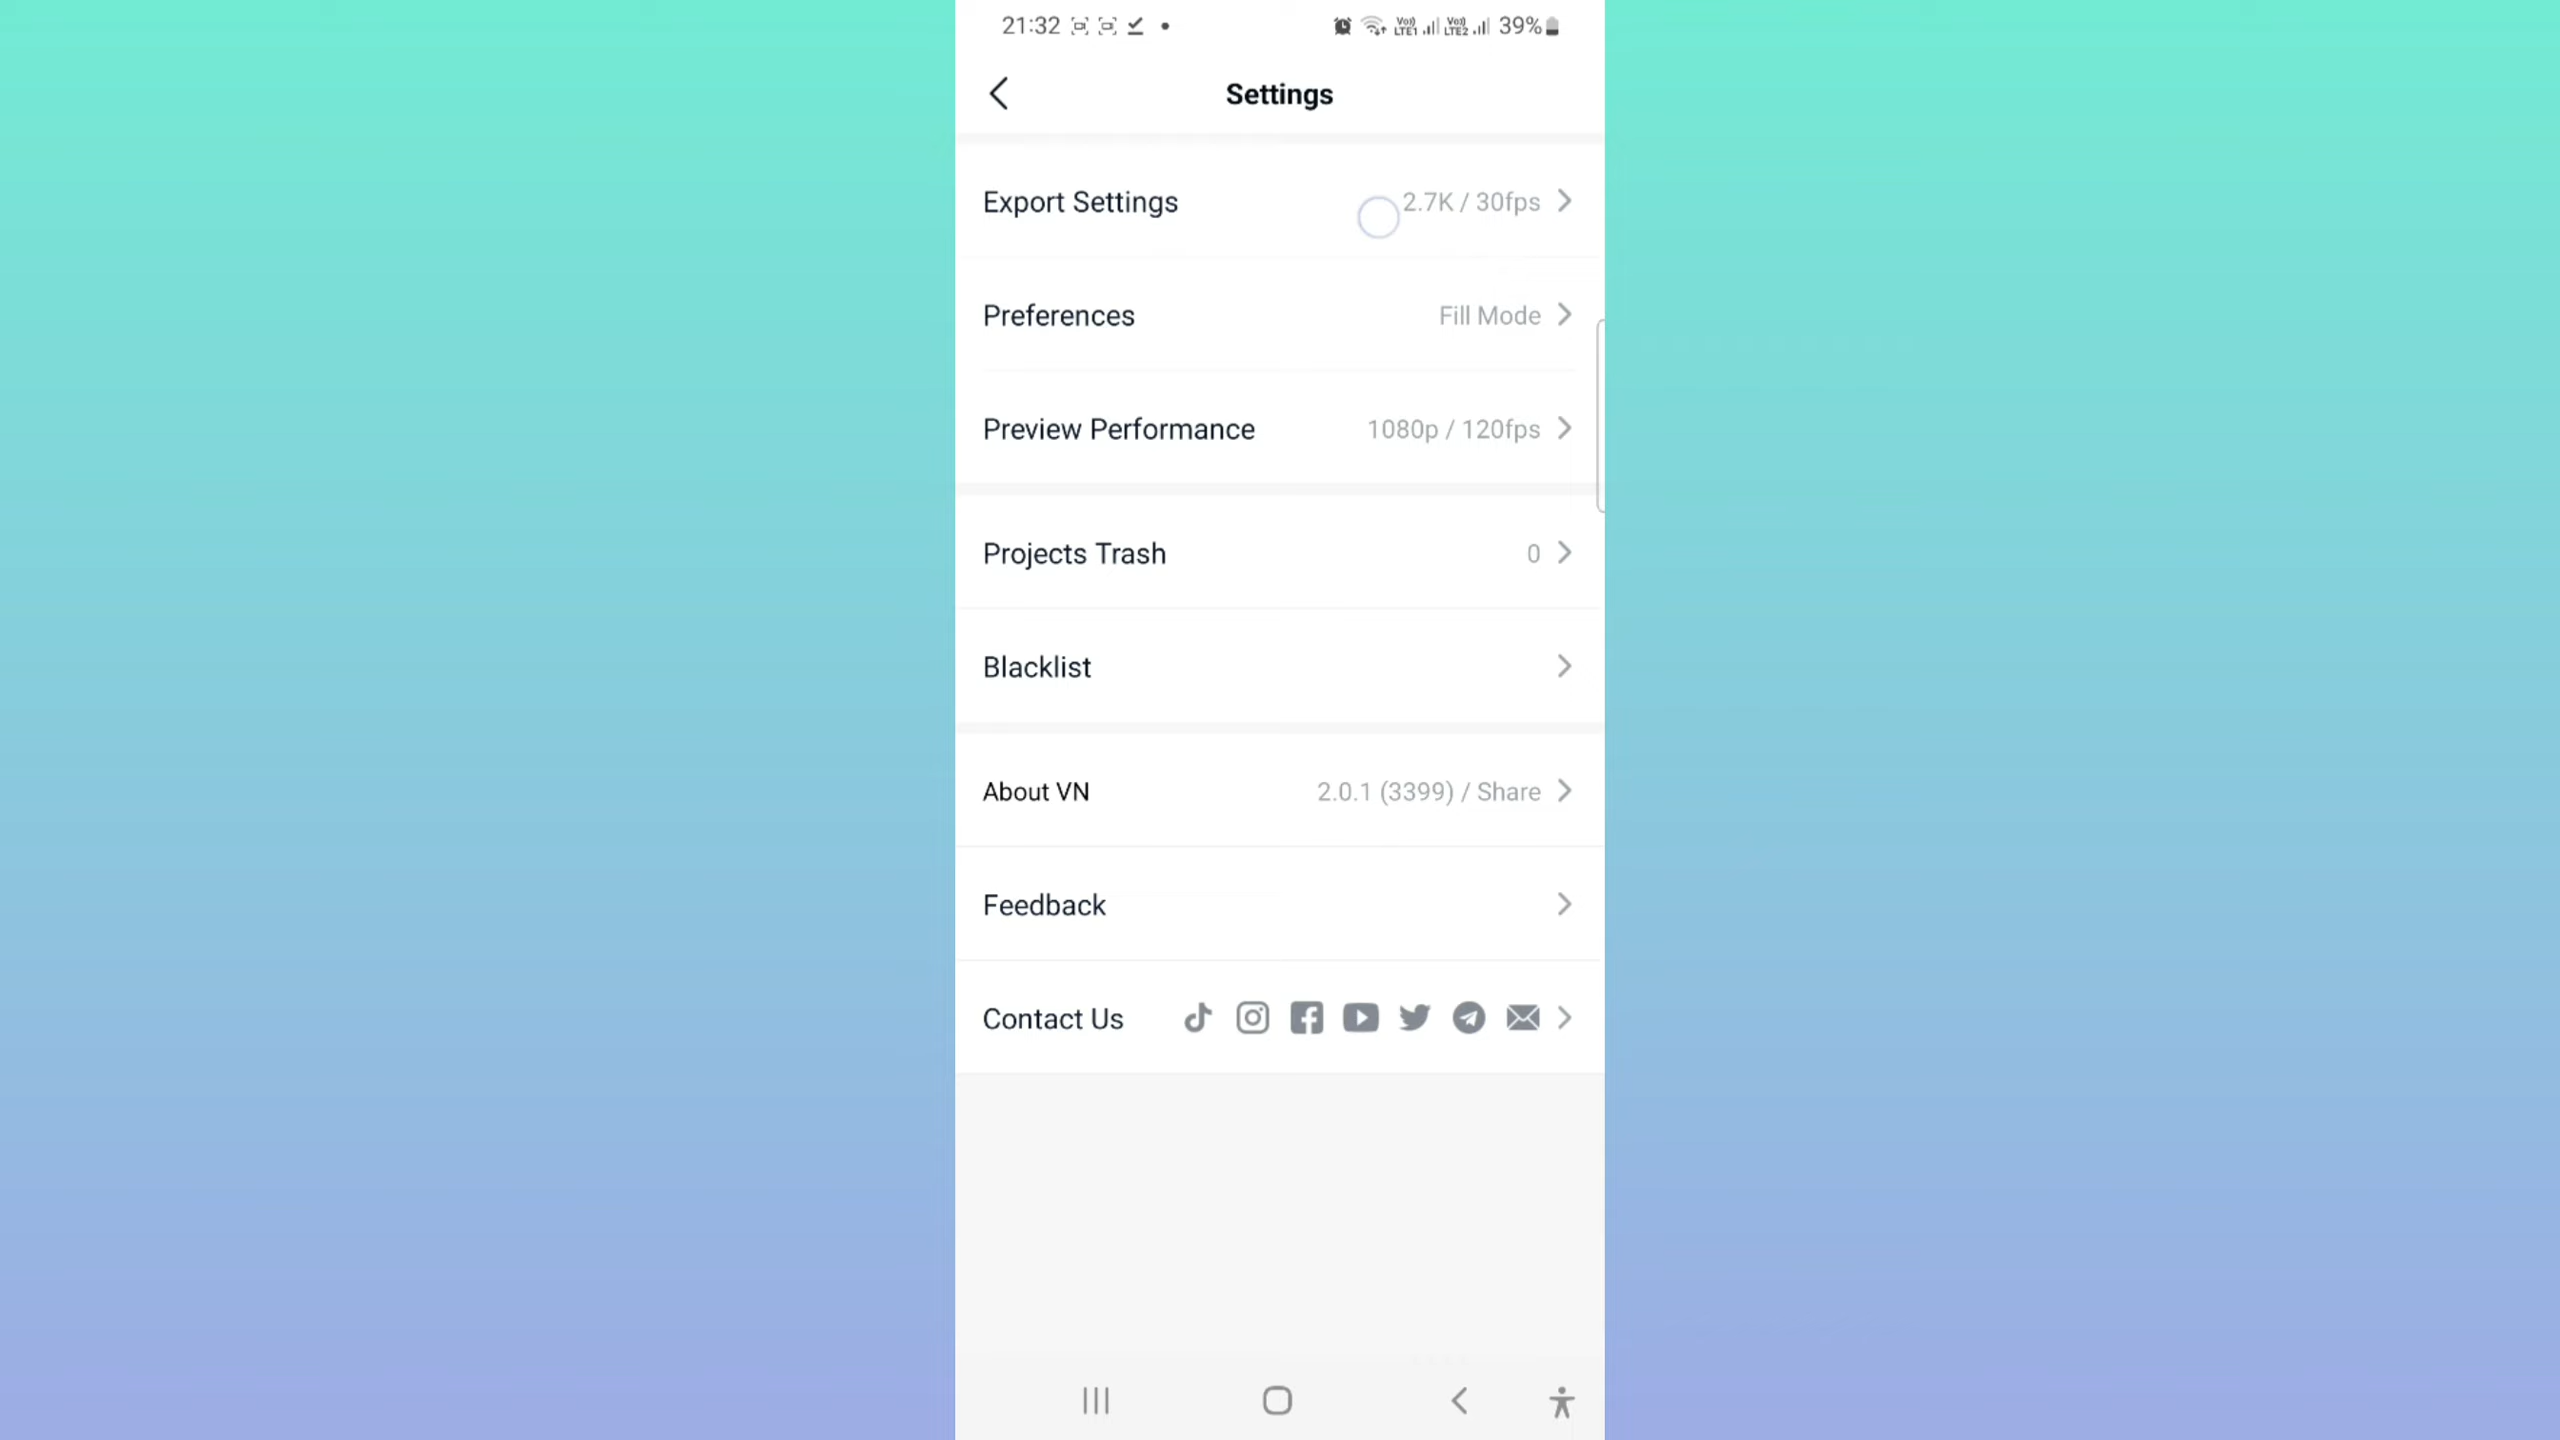 21:32 39%
Settings
Export Settings 2.7K / 30fps
Preferences Fill Mode
Preview Performance 1080p / 120fps
Projects Trash 0
Blacklist
About VN 2.0.1 (3399) / Share
Feedback
Contact Us